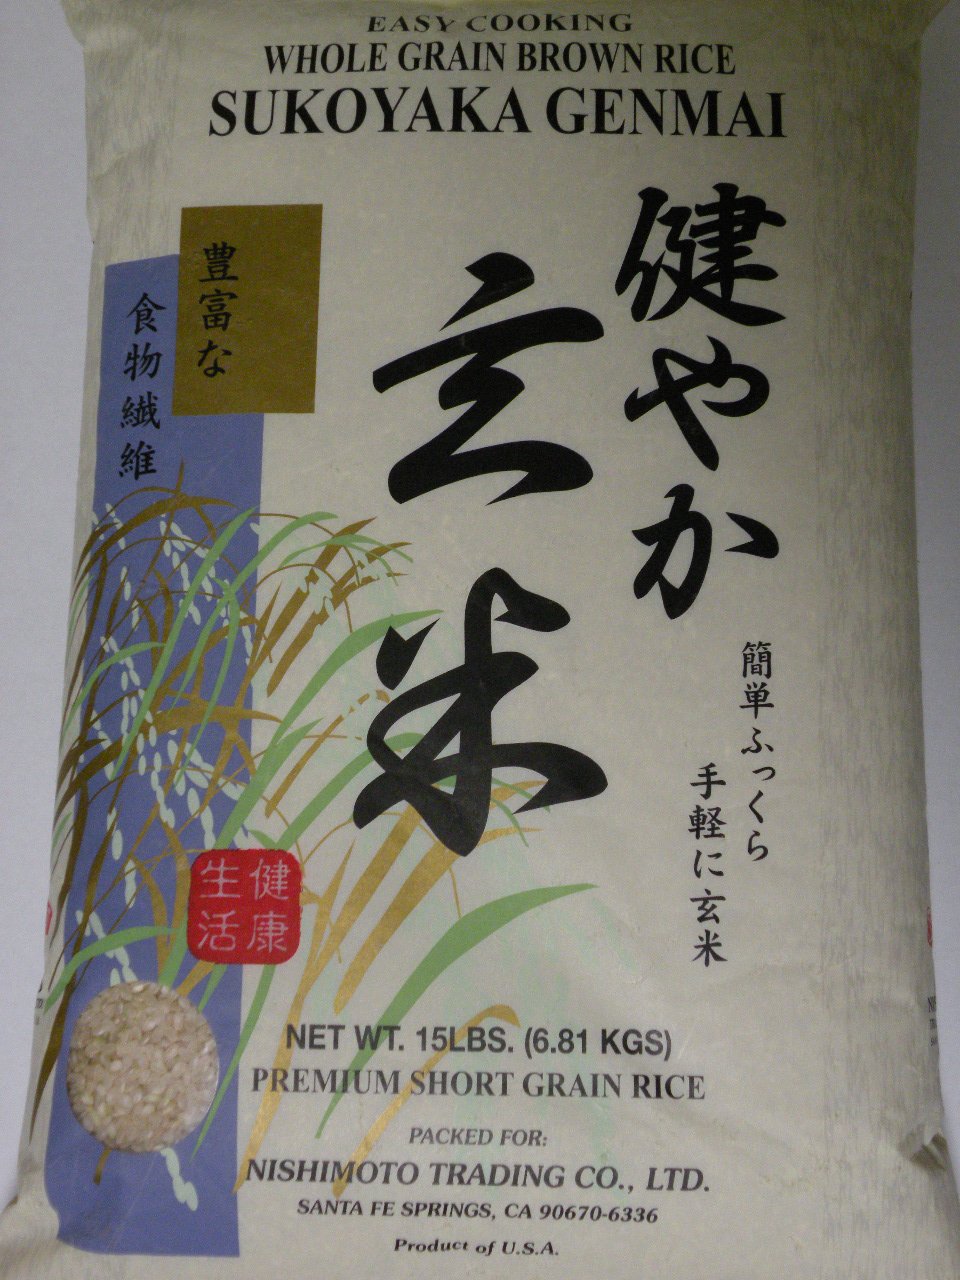 EASY COOKING
WHOLE GRAIN BROWN RICE
SUKOYAKA GENMAI
健やか
玄米
豊富な
食物繊維
簡単ふっくら
手軽に玄米
健康
生活
NET WT. 15LBS. (6.81 KGS)
PREMIUM SHORT GRAIN RICE
PACKED FOR:
NISHIMOTO TRADING CO., LTD.
SANTA FE SPRINGS, CA 90670-6336
Product of U.S.A.